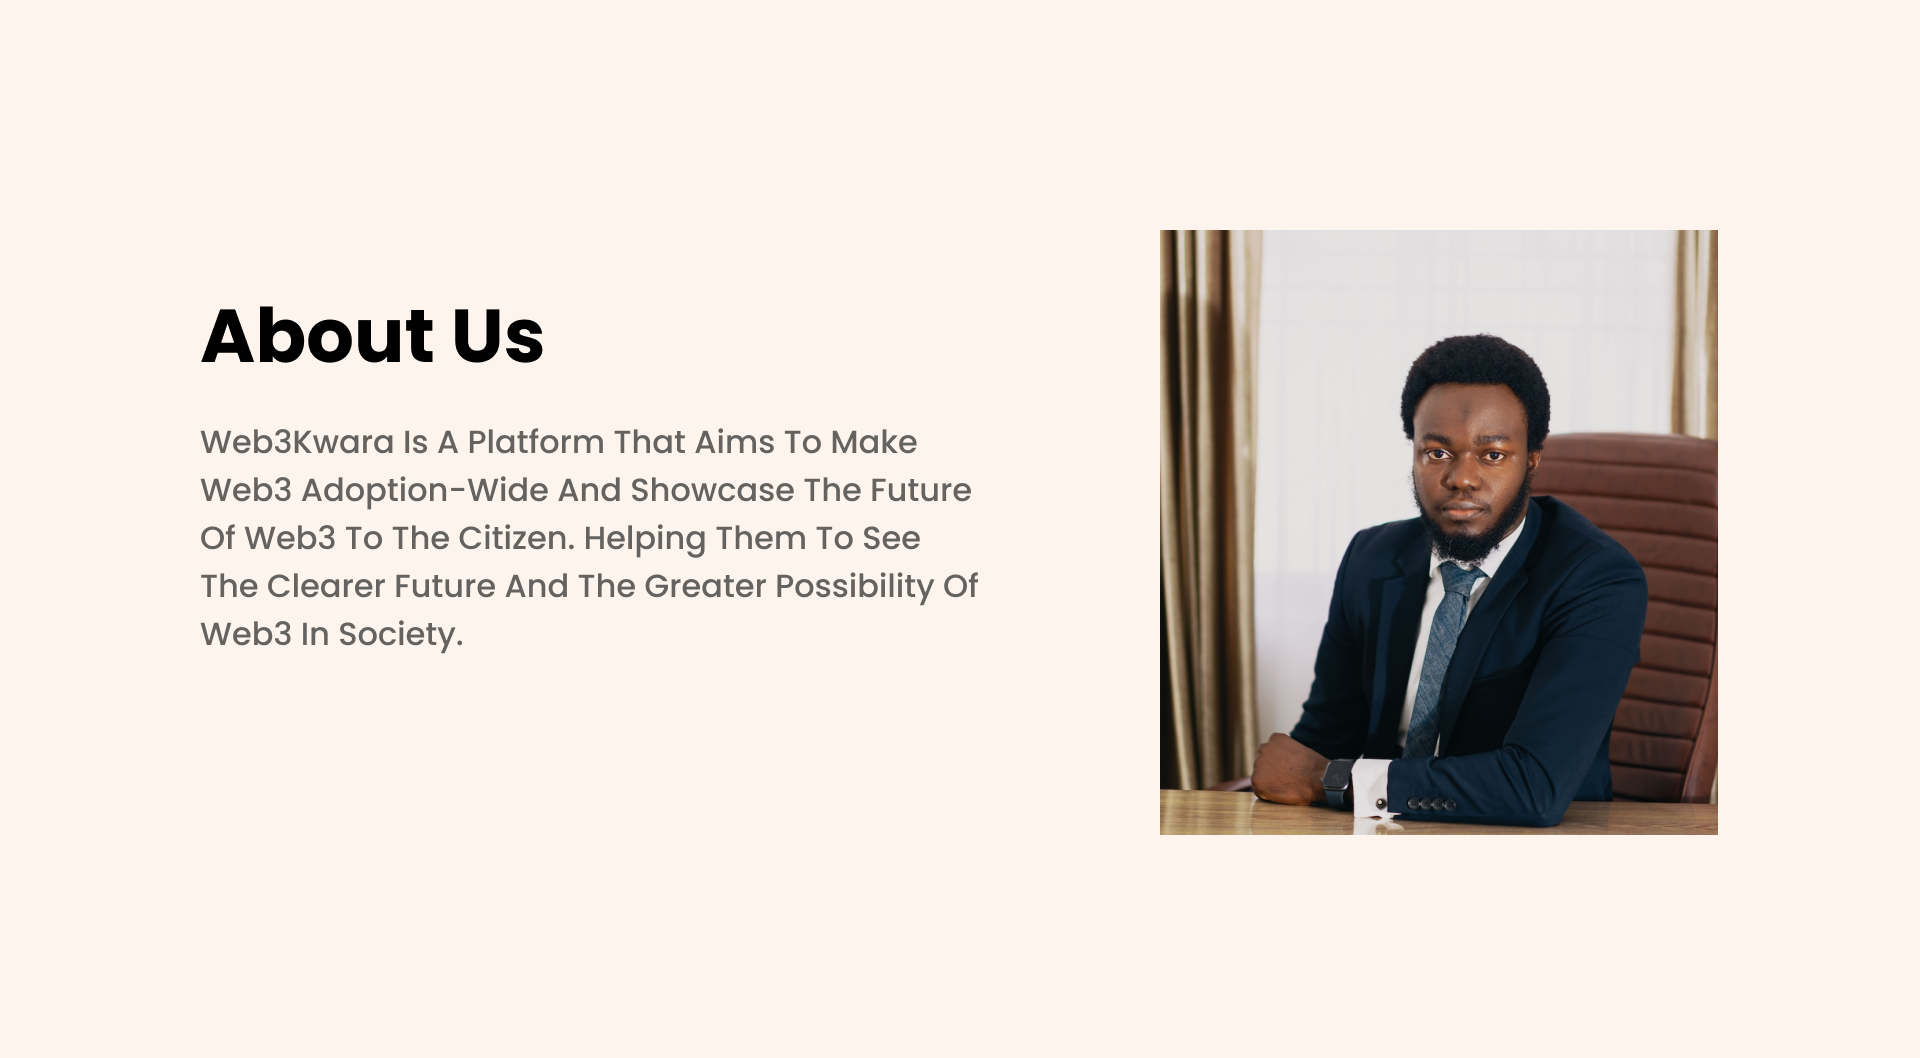 About Us
Web3Kwara Is A Platform That Aims To Make
Web3 Adoption-Wide And Showcase The Future
Of Web3 To The Citizen. Helping Them To See
The Clearer Future And The Greater Possibility Of
Web3 In Society.